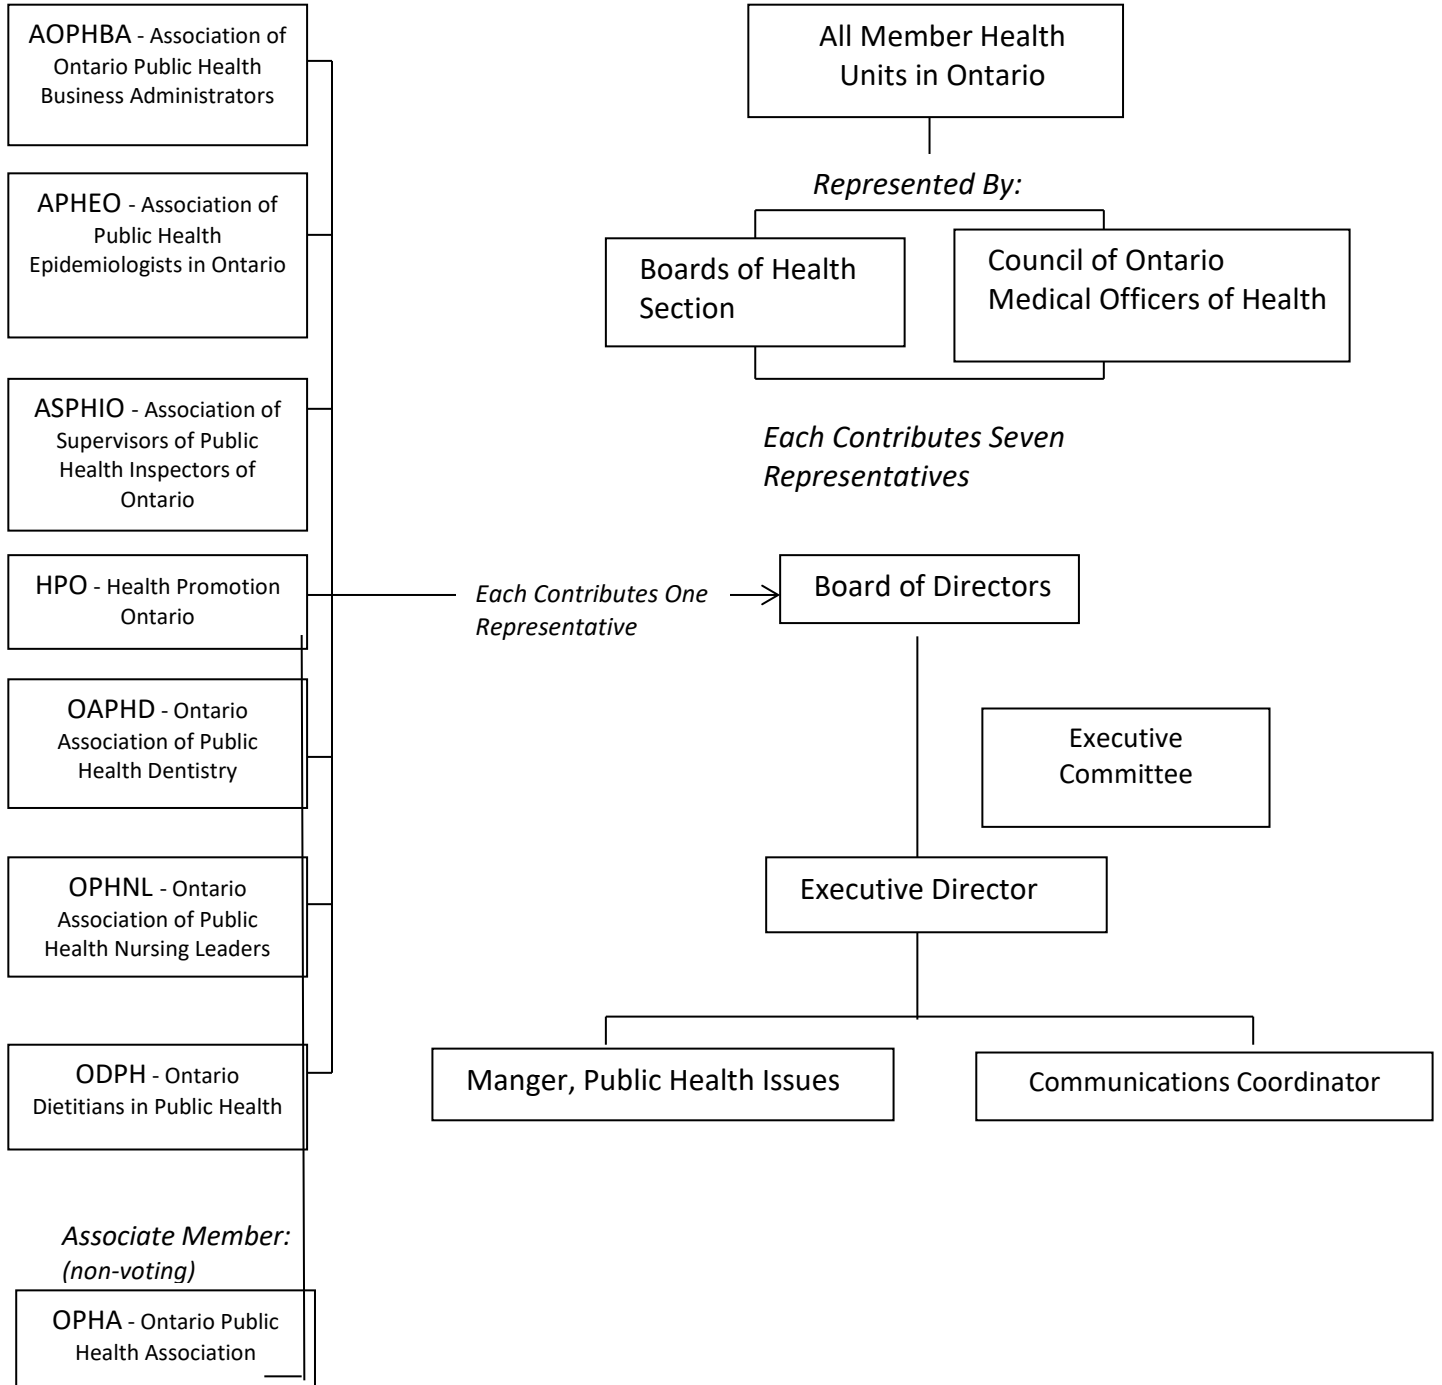 AOPHBA - Association of
Ontario Public Health
Business Administrators
APHEO - Association of
Public Health
Epidemiologists in Ontario
ASPHIO - Association of
Supervisors of Public
Health Inspectors of
Ontario
HPO - Health Promotion
Ontario
OAPHD - Ontario
Association of Public
Health Dentistry
OPHNL - Ontario
Association of Public
Health Nursing Leaders
ODPH - Ontario
Dietitians in Public Health
Associate Member:
(non-voting)
OPHA - Ontario Public
Health Association
All Member Health
Units in Ontario
Represented By:
Boards of Health
Section
Council of Ontario
Medical Officers of Health
Each Contributes Seven
Representatives
Each Contributes One
Representative
Board of Directors
Executive
Committee
Executive Director
Manger, Public Health Issues
Communications Coordinator